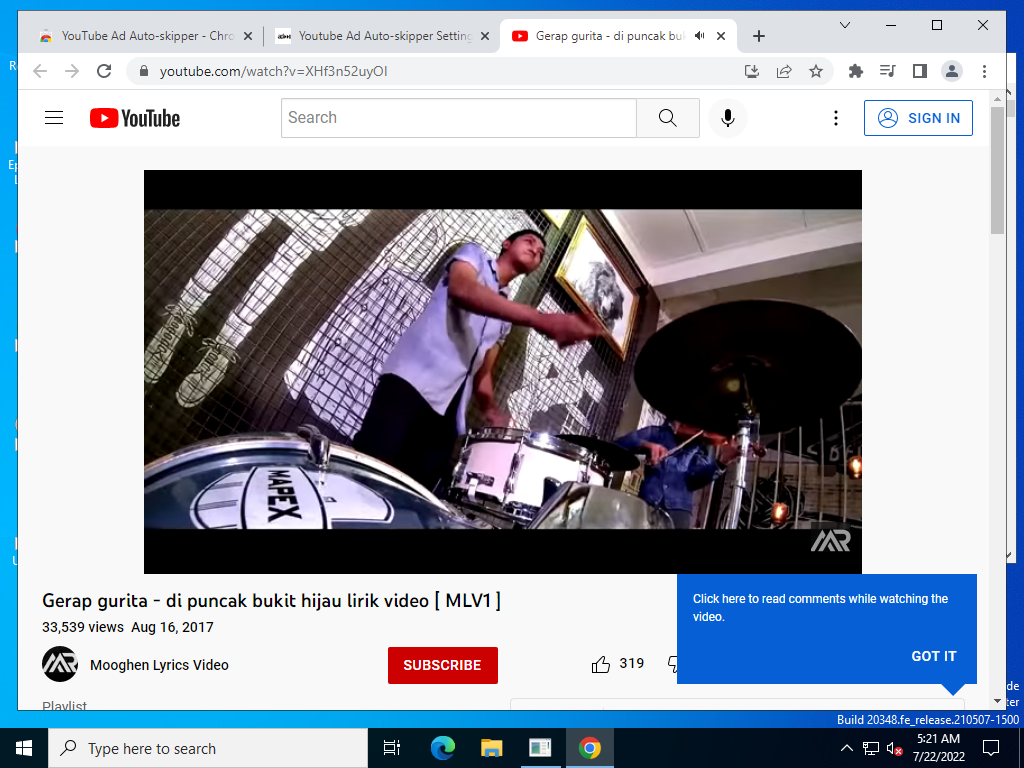 YouTube Ad Auto-skipper - Chro
Youtube Ad Auto-skipper Setting
Gerap gurita - di puncak bu
youtube.com/watch?v=XHf3n52uyOI
YouTube
Search
SIGN IN
MAPEX
MR
Gerap gurita - di puncak bukit hijau lirik video [ MLV1 ]
33,539 views Aug 16, 2017
Click here to read comments while watching the
video.
GOT IT
Mooghen Lyrics Video
SUBSCRIBE
319
Playlist
Build 20348.fe_release.210507-1500
Type here to search
5:21 AM
7/22/2022